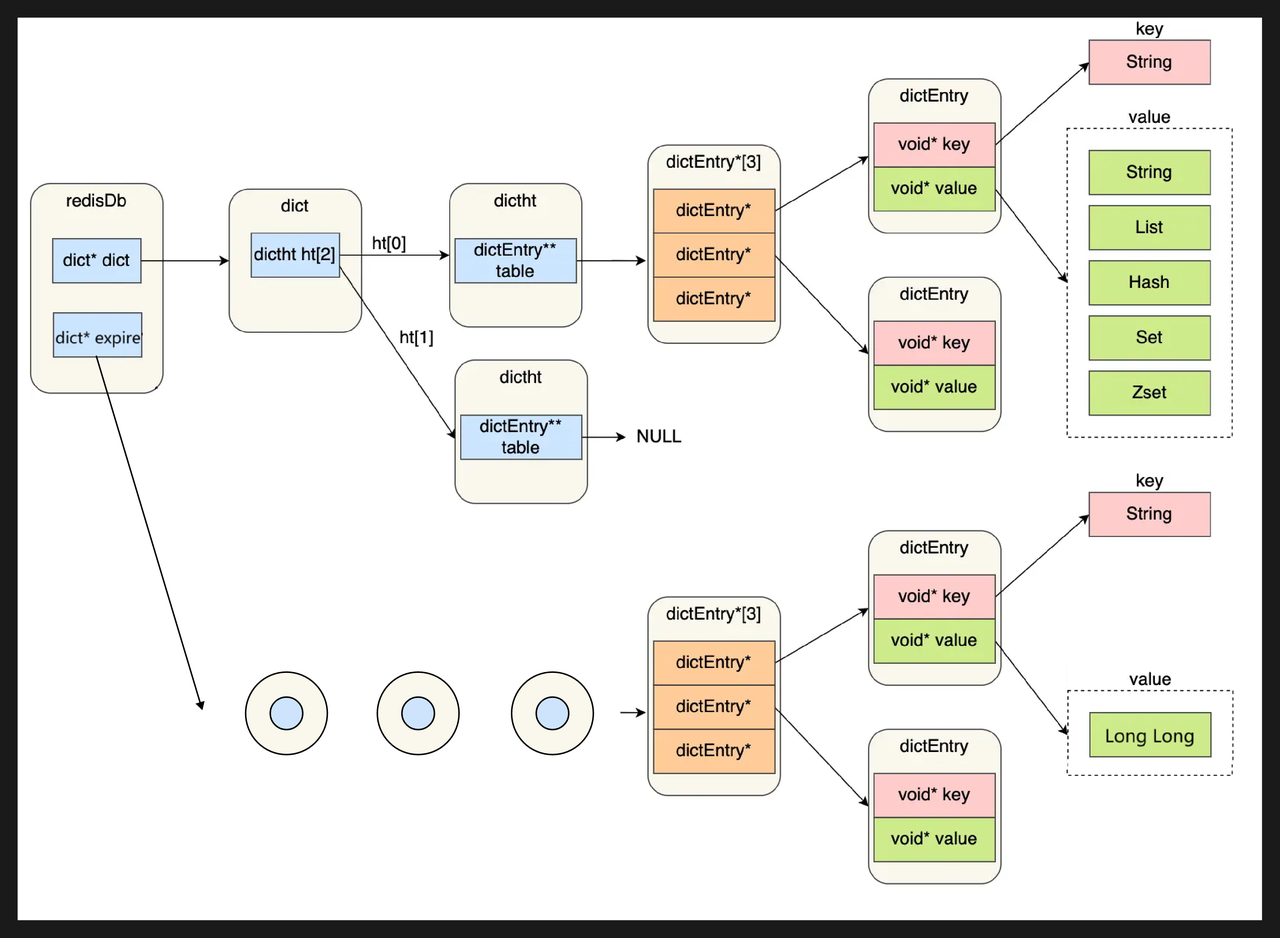 redisDb
dict* dict
dict* expire
dict
dictht ht[2]
ht[0]
ht[1]
dictht
dictEntry**
table
dictht
dictEntry**
table
NULL
dictEntry*[3]
dictEntry*
dictEntry*
dictEntry*
dictEntry
void* key
void* value
dictEntry
void* key
void* value
key
String
value
String
List
Hash
Set
Zset
dictEntry*[3]
dictEntry*
dictEntry*
dictEntry*
dictEntry
void* key
void* value
dictEntry
void* key
void* value
key
String
value
Long Long